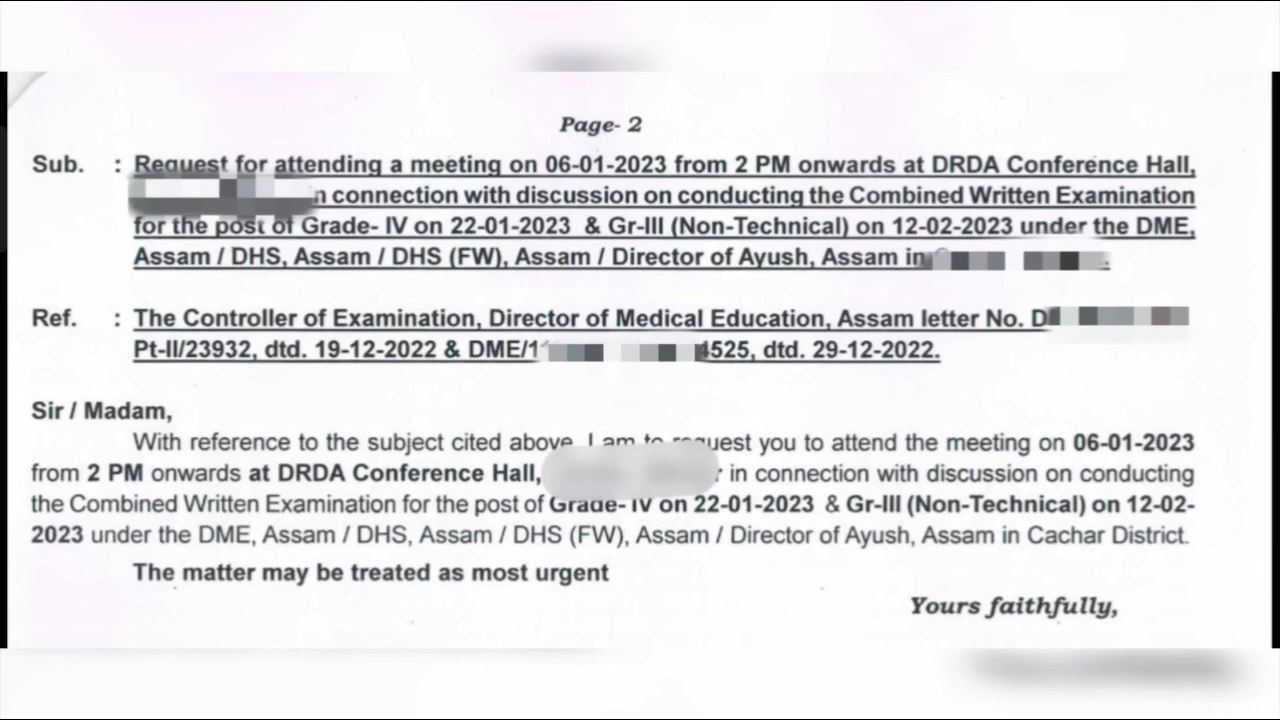 Page- 2
Sub. : Request for attending a meeting on 06-01-2023 from 2 PM onwards at DRDA Conference Hall,
connection with discussion on conducting the Combined Written Examination
for the post of Grade- IV on 22-01-2023 & Gr-III (Non-Technical) on 12-02-2023 under the DME,
Assam / DHS, Assam / DHS (FW), Assam / Director of Ayush, Assam in
Ref. : The Controller of Examination, Director of Medical Education, Assam letter No.
Pt-II/23932, dtd. 19-12-2022 & dtd. 29-12-2022.
Sir / Madam,
With reference to the subject cited above, I am to request you to attend the meeting on 06-01-2023
from 2 PM onwards at DRDA Conference Hall, in connection with discussion on conducting
the Combined Written Examination for the post of Grade- IV on 22-01-2023 & Gr-III (Non-Technical) on 12-02-
2023 under the DME, Assam / DHS, Assam / DHS (FW), Assam / Director of Ayush, Assam in Cachar District.
The matter may be treated as most urgent
Yours faithfully,